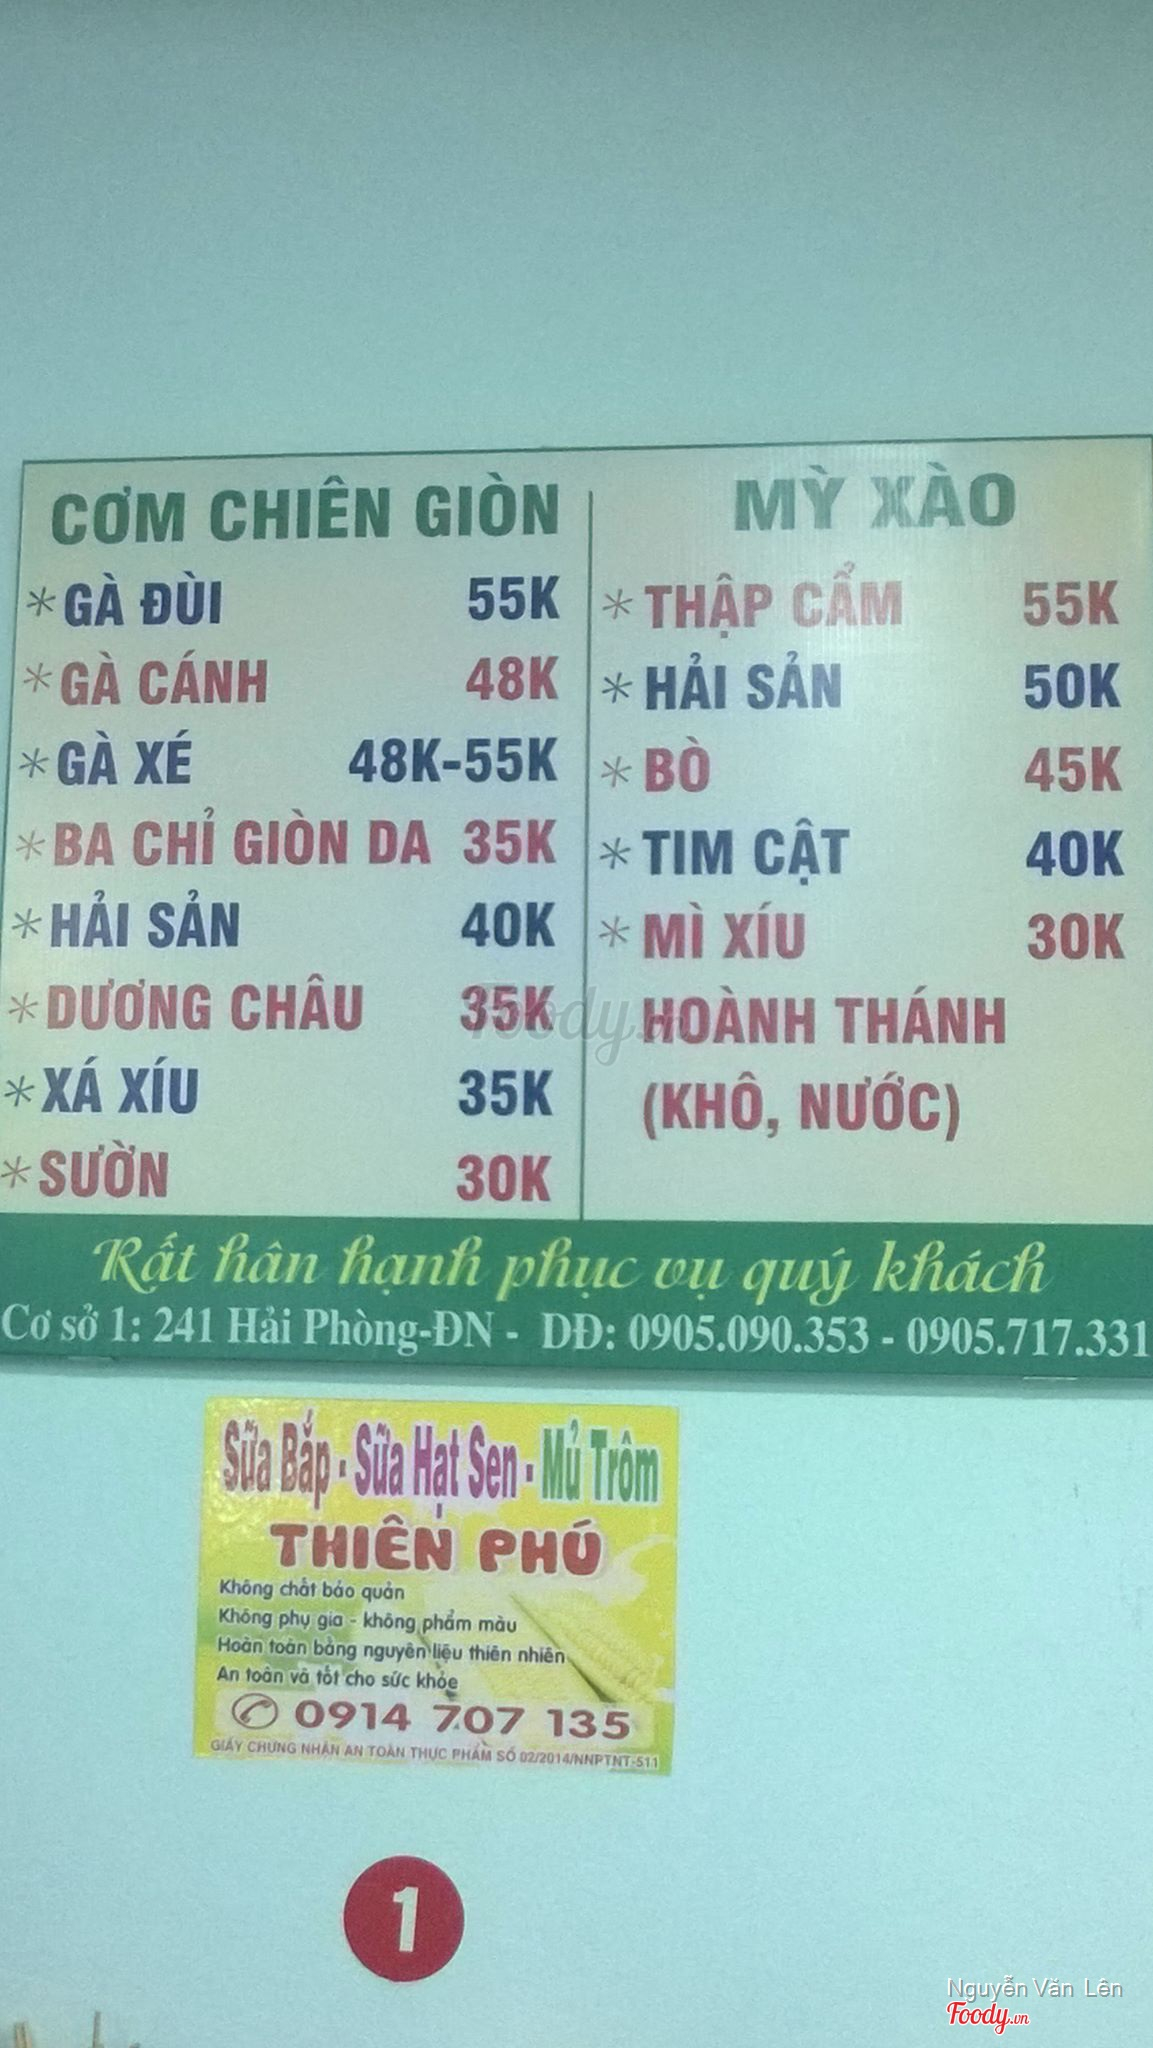 CƠM CHIÊN GIÒN
* GÀ ĐÙI 55K
* GÀ CÁNH 48K
* GÀ XÉ 48K-55K
* BA CHỈ GIÒN DA 35K
* HẢI SẢN 40K
* DƯƠNG CHÂU 35K
* XÁ XÍU 35K
* SƯỜN 30K
MỲ XÀO
* THẬP CẨM 55K
* HẢI SẢN 50K
* BÒ 45K
* TIM CẬT 40K
* MÌ XÍU 30K
HOÀNH THÁNH
(KHÔ, NƯỚC)
Foody.vn
Rất hân hạnh phục vụ quý khách
Cơ sở 1: 241 Hải Phòng-ĐN - DĐ: 0905.090.353 - 0905.717.331
Sữa Bắp - Sữa Hạt Sen - Mủ Trôm
THIÊN PHÚ
Không chất bảo quản
Không phụ gia - không phẩm màu
Hoàn toàn bằng nguyên liệu thiên nhiên
An toàn và tốt cho sức khỏe
0914 707 135
GIẤY CHỨNG NHẬN AN TOÀN THỰC PHẨM SỐ 02/2014/NNPTNT-511
1
Nguyễn Văn Lên
Foody.vn